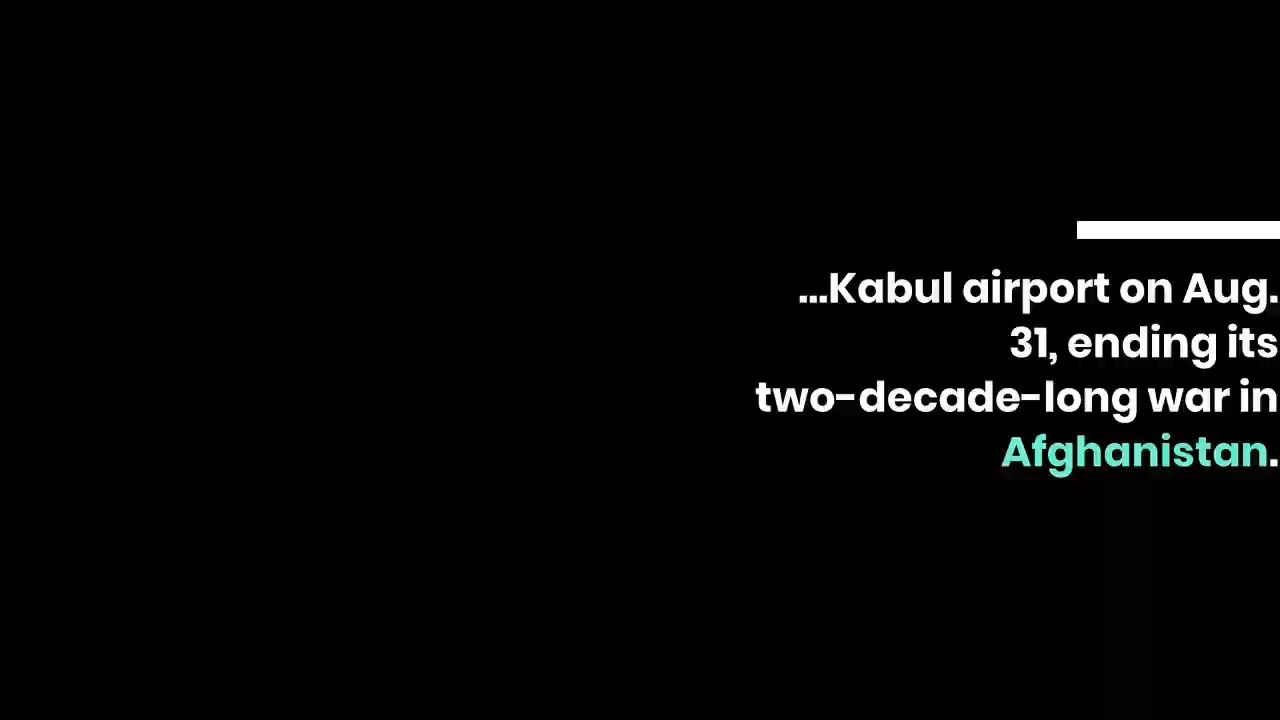 ...Kabul airport on Aug.
31, ending its
two-decade-long war in
Afghanistan.